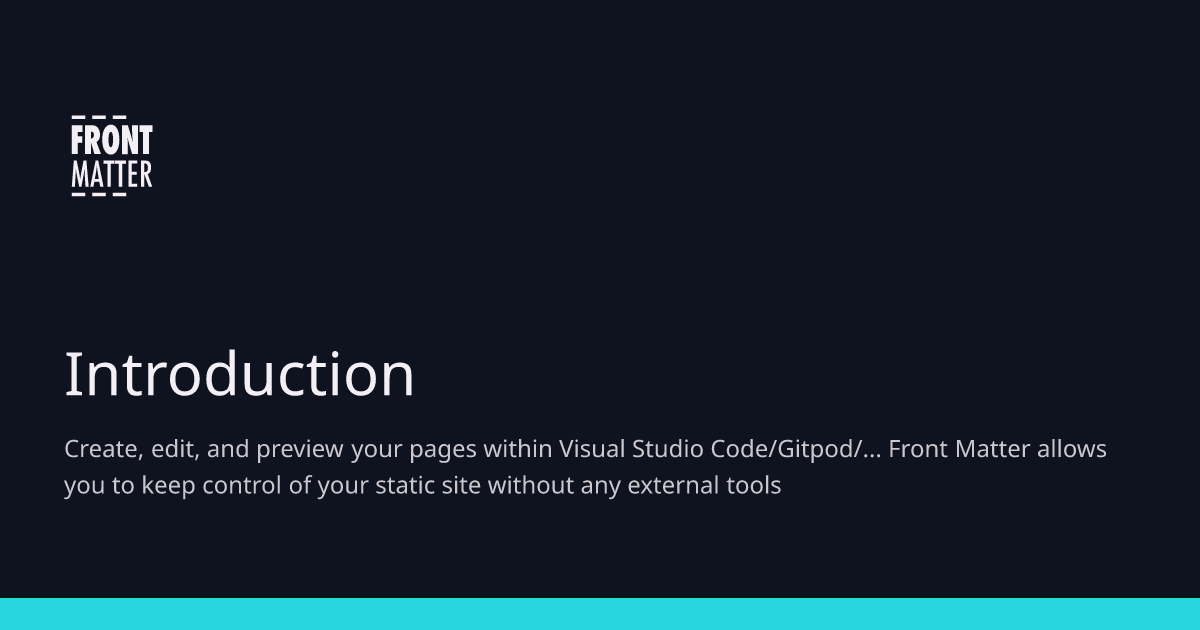 FRONT
MATTER
Introduction
Create, edit, and preview your pages within Visual Studio Code/Gitpod/... Front Matter allows
you to keep control of your static site without any external tools